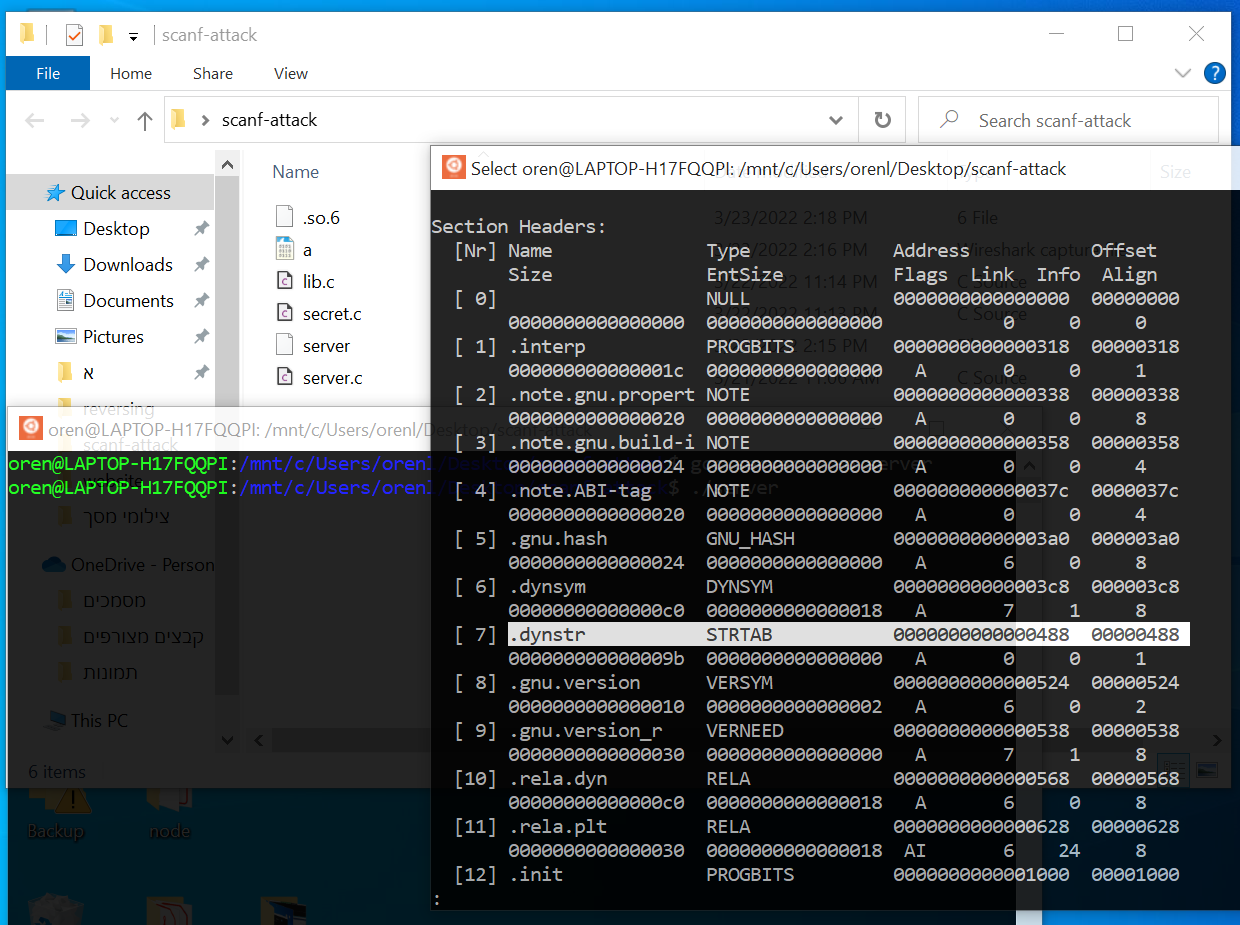 scanf-attack
File Home Share View
scanf-attack
Search scanf-attack
Quick access
Desktop
Downloads
Documents
Pictures
א
reversing
scanf-attack
צילומי מסך
OneDrive - Person
מסמכים
קבצים מצורפים
תמונות
This PC
6 items
Name
Size
.so.6
3/23/2022 2:18 PM 6 File
a
lib.c
C Source
secret.c
C Source
server
server.c
C Source
oren@LAPTOP-H17FQQPI: /mnt/c/Users/orenl/Desktop/scanf-attack
oren@LAPTOP-H17FQQPI:/mnt/c/Users/orenl/
oren@LAPTOP-H17FQQPI:/mnt/c/Users/orenl/
Select oren@LAPTOP-H17FQQPI: /mnt/c/Users/orenl/Desktop/scanf-attack
Section Headers:
[Nr] Name Type Address Offset
Size EntSize Flags Link Info Align
[ 0] NULL 0000000000000000 00000000
0000000000000000 0000000000000000 0 0 0
[ 1] .interp PROGBITS 0000000000000318 00000318
000000000000001c 0000000000000000 A 0 0 1
[ 2] .note.gnu.propert NOTE 0000000000000338 00000338
0000000000000020 0000000000000000 A 0 0 8
[ 3] .note.gnu.build-i NOTE 0000000000000358 00000358
0000000000000024 0000000000000000 A 0 0 4
[ 4] .note.ABI-tag NOTE 000000000000037c 0000037c
0000000000000020 0000000000000000 A 0 0 4
[ 5] .gnu.hash GNU_HASH 00000000000003a0 000003a0
0000000000000024 0000000000000000 A 6 0 8
[ 6] .dynsym DYNSYM 00000000000003c8 000003c8
00000000000000c0 0000000000000018 A 7 1 8
[ 7] .dynstr STRTAB 0000000000000488 00000488
000000000000009b 0000000000000000 A 0 0 1
[ 8] .gnu.version VERSYM 0000000000000524 00000524
0000000000000010 0000000000000002 A 6 0 2
[ 9] .gnu.version_r VERNEED 0000000000000538 00000538
0000000000000030 0000000000000000 A 7 1 8
[10] .rela.dyn RELA 0000000000000568 00000568
00000000000000c0 0000000000000018 A 6 0 8
[11] .rela.plt RELA 0000000000000628 00000628
0000000000000030 0000000000000018 AI 6 24 8
[12] .init PROGBITS 0000000000001000 00001000
:
Backup
node